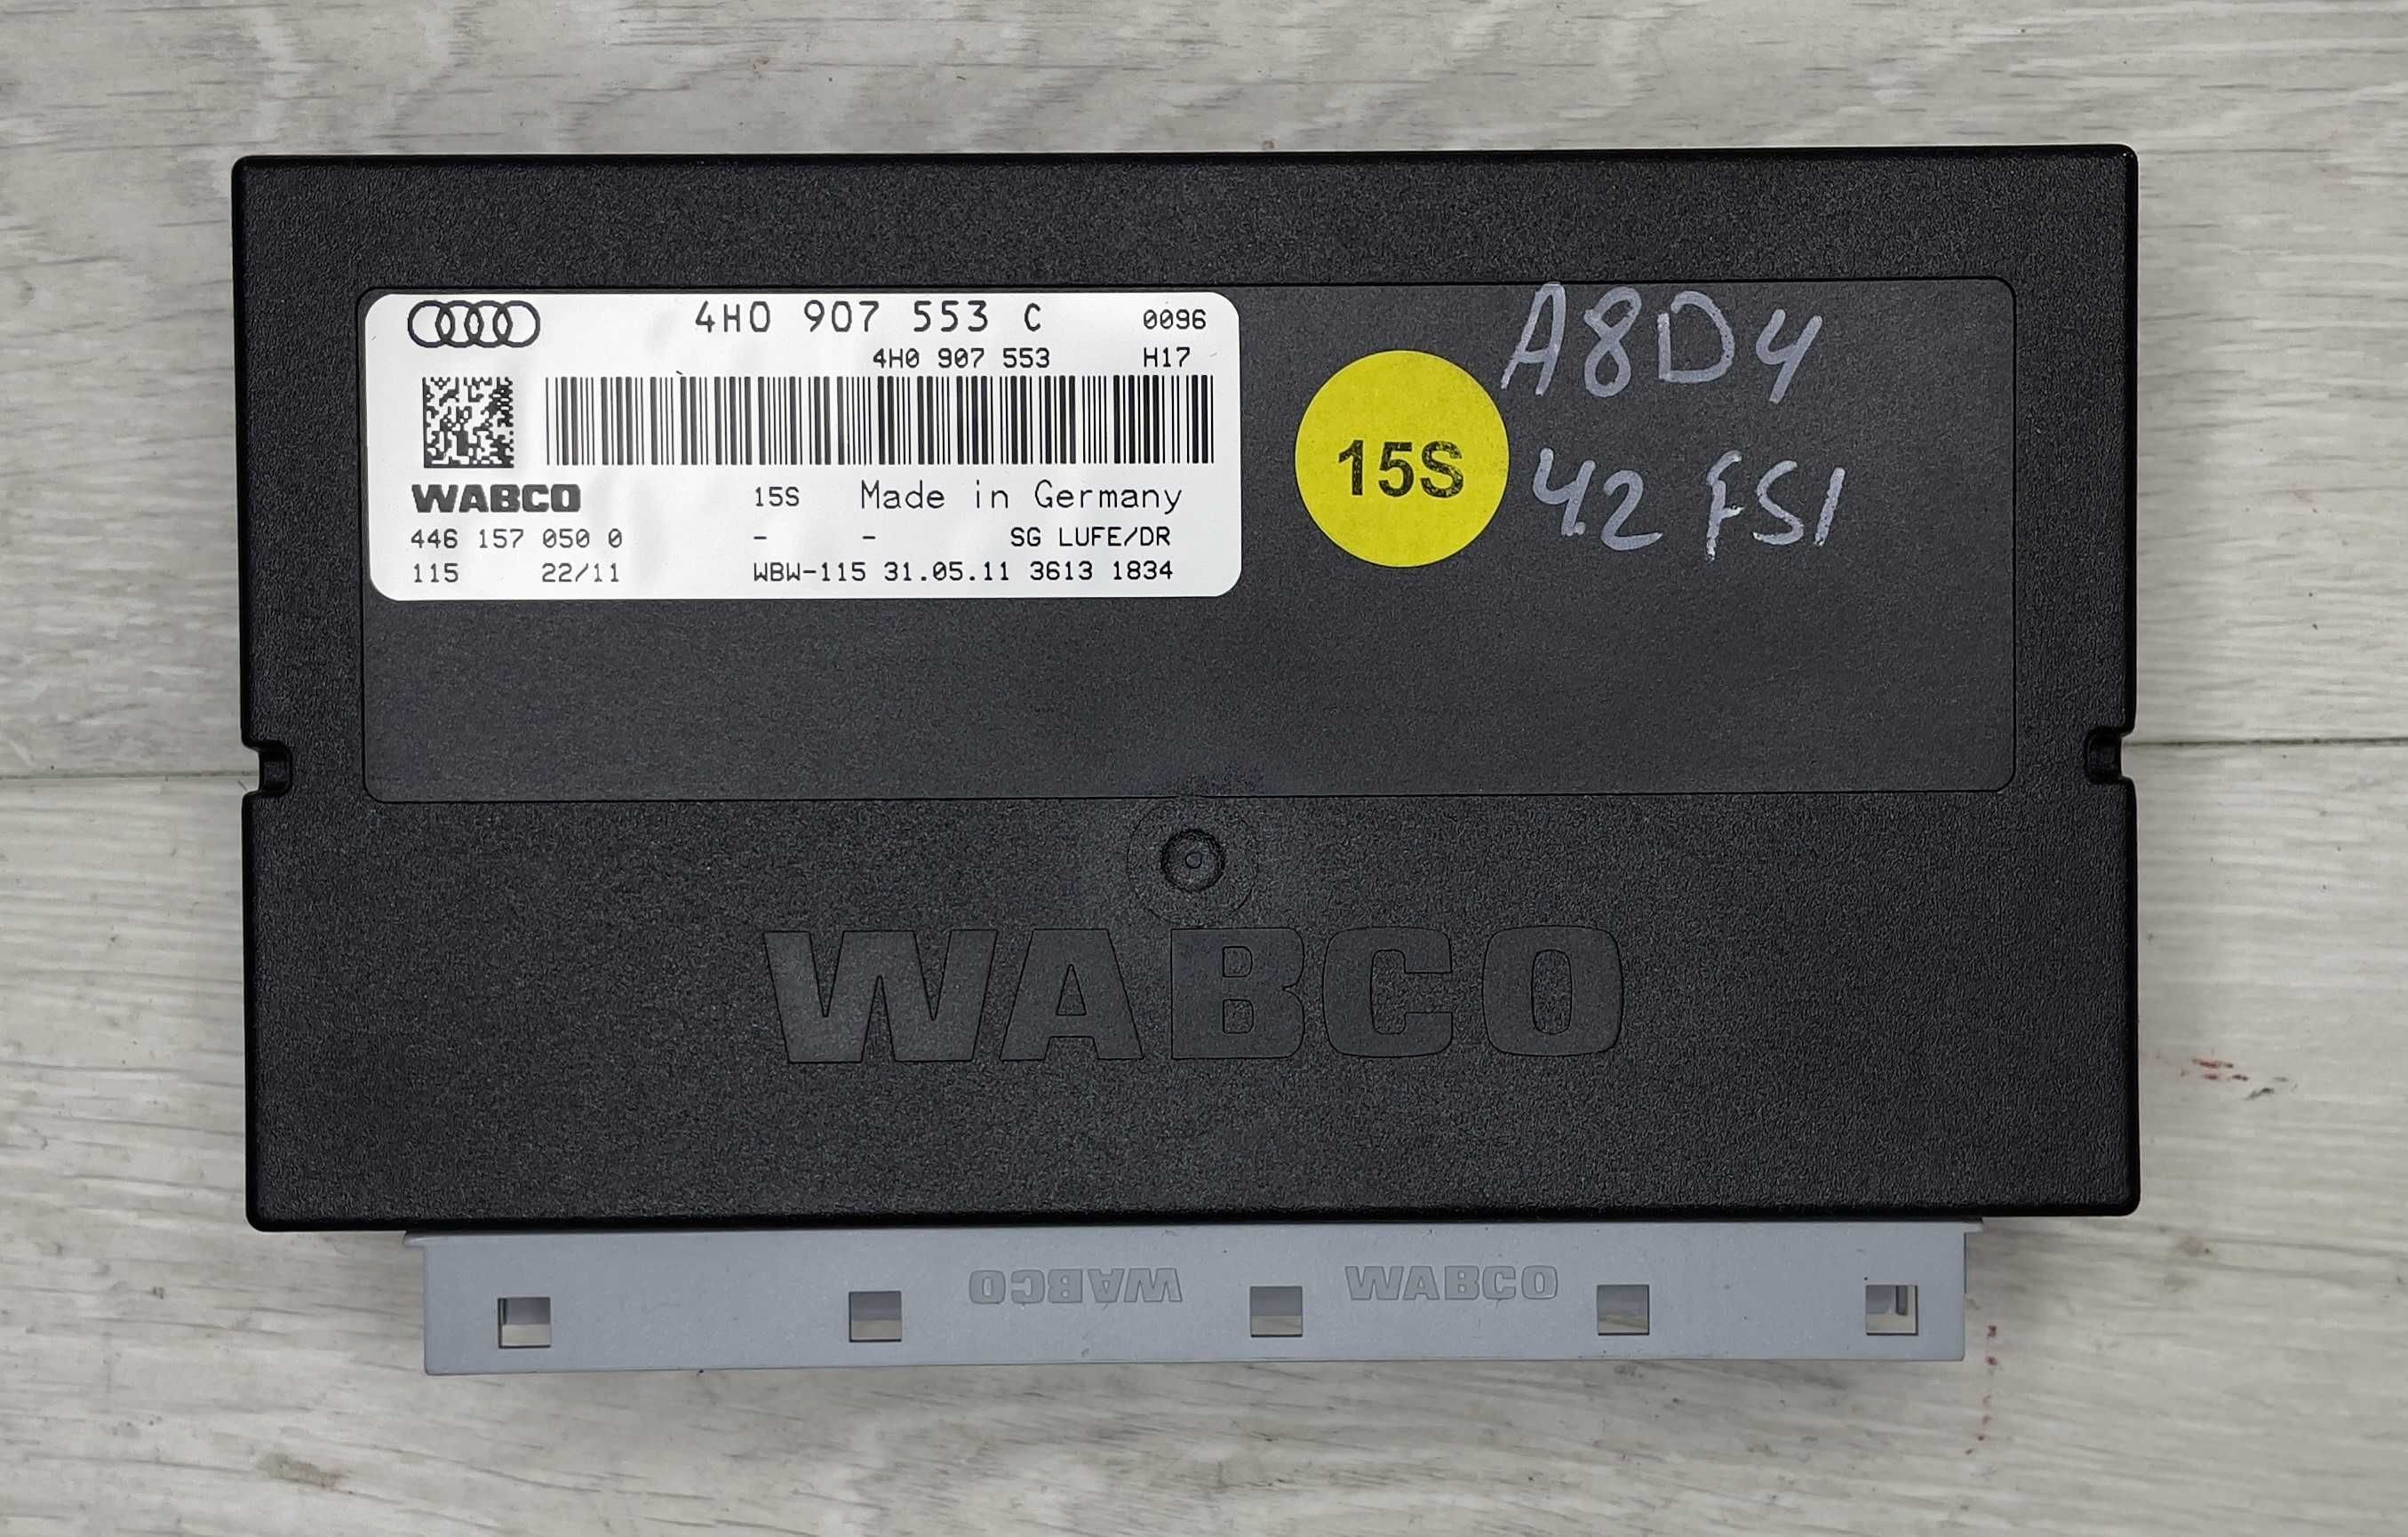 4H0 907 553 C 0096
4H0 907 553 H17
WABCO 15S Made in Germany
446 157 050 0 - - SG LUFE/DR
115 22/11 WBW-115 31.05.11 3613 1834
15S
A8D4
4.2 FSI
WABCO
WABCO WABCO